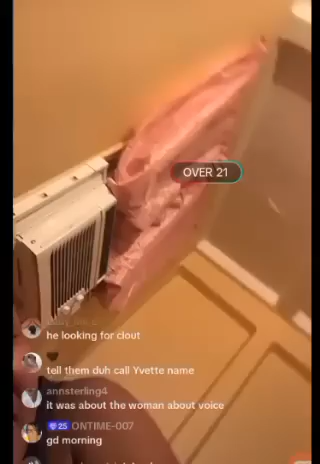 OVER 21
he looking for clout
tell them duh call Yvette name
annsterling4
it was about the woman about voice
25 ONTIME-007
gd morning